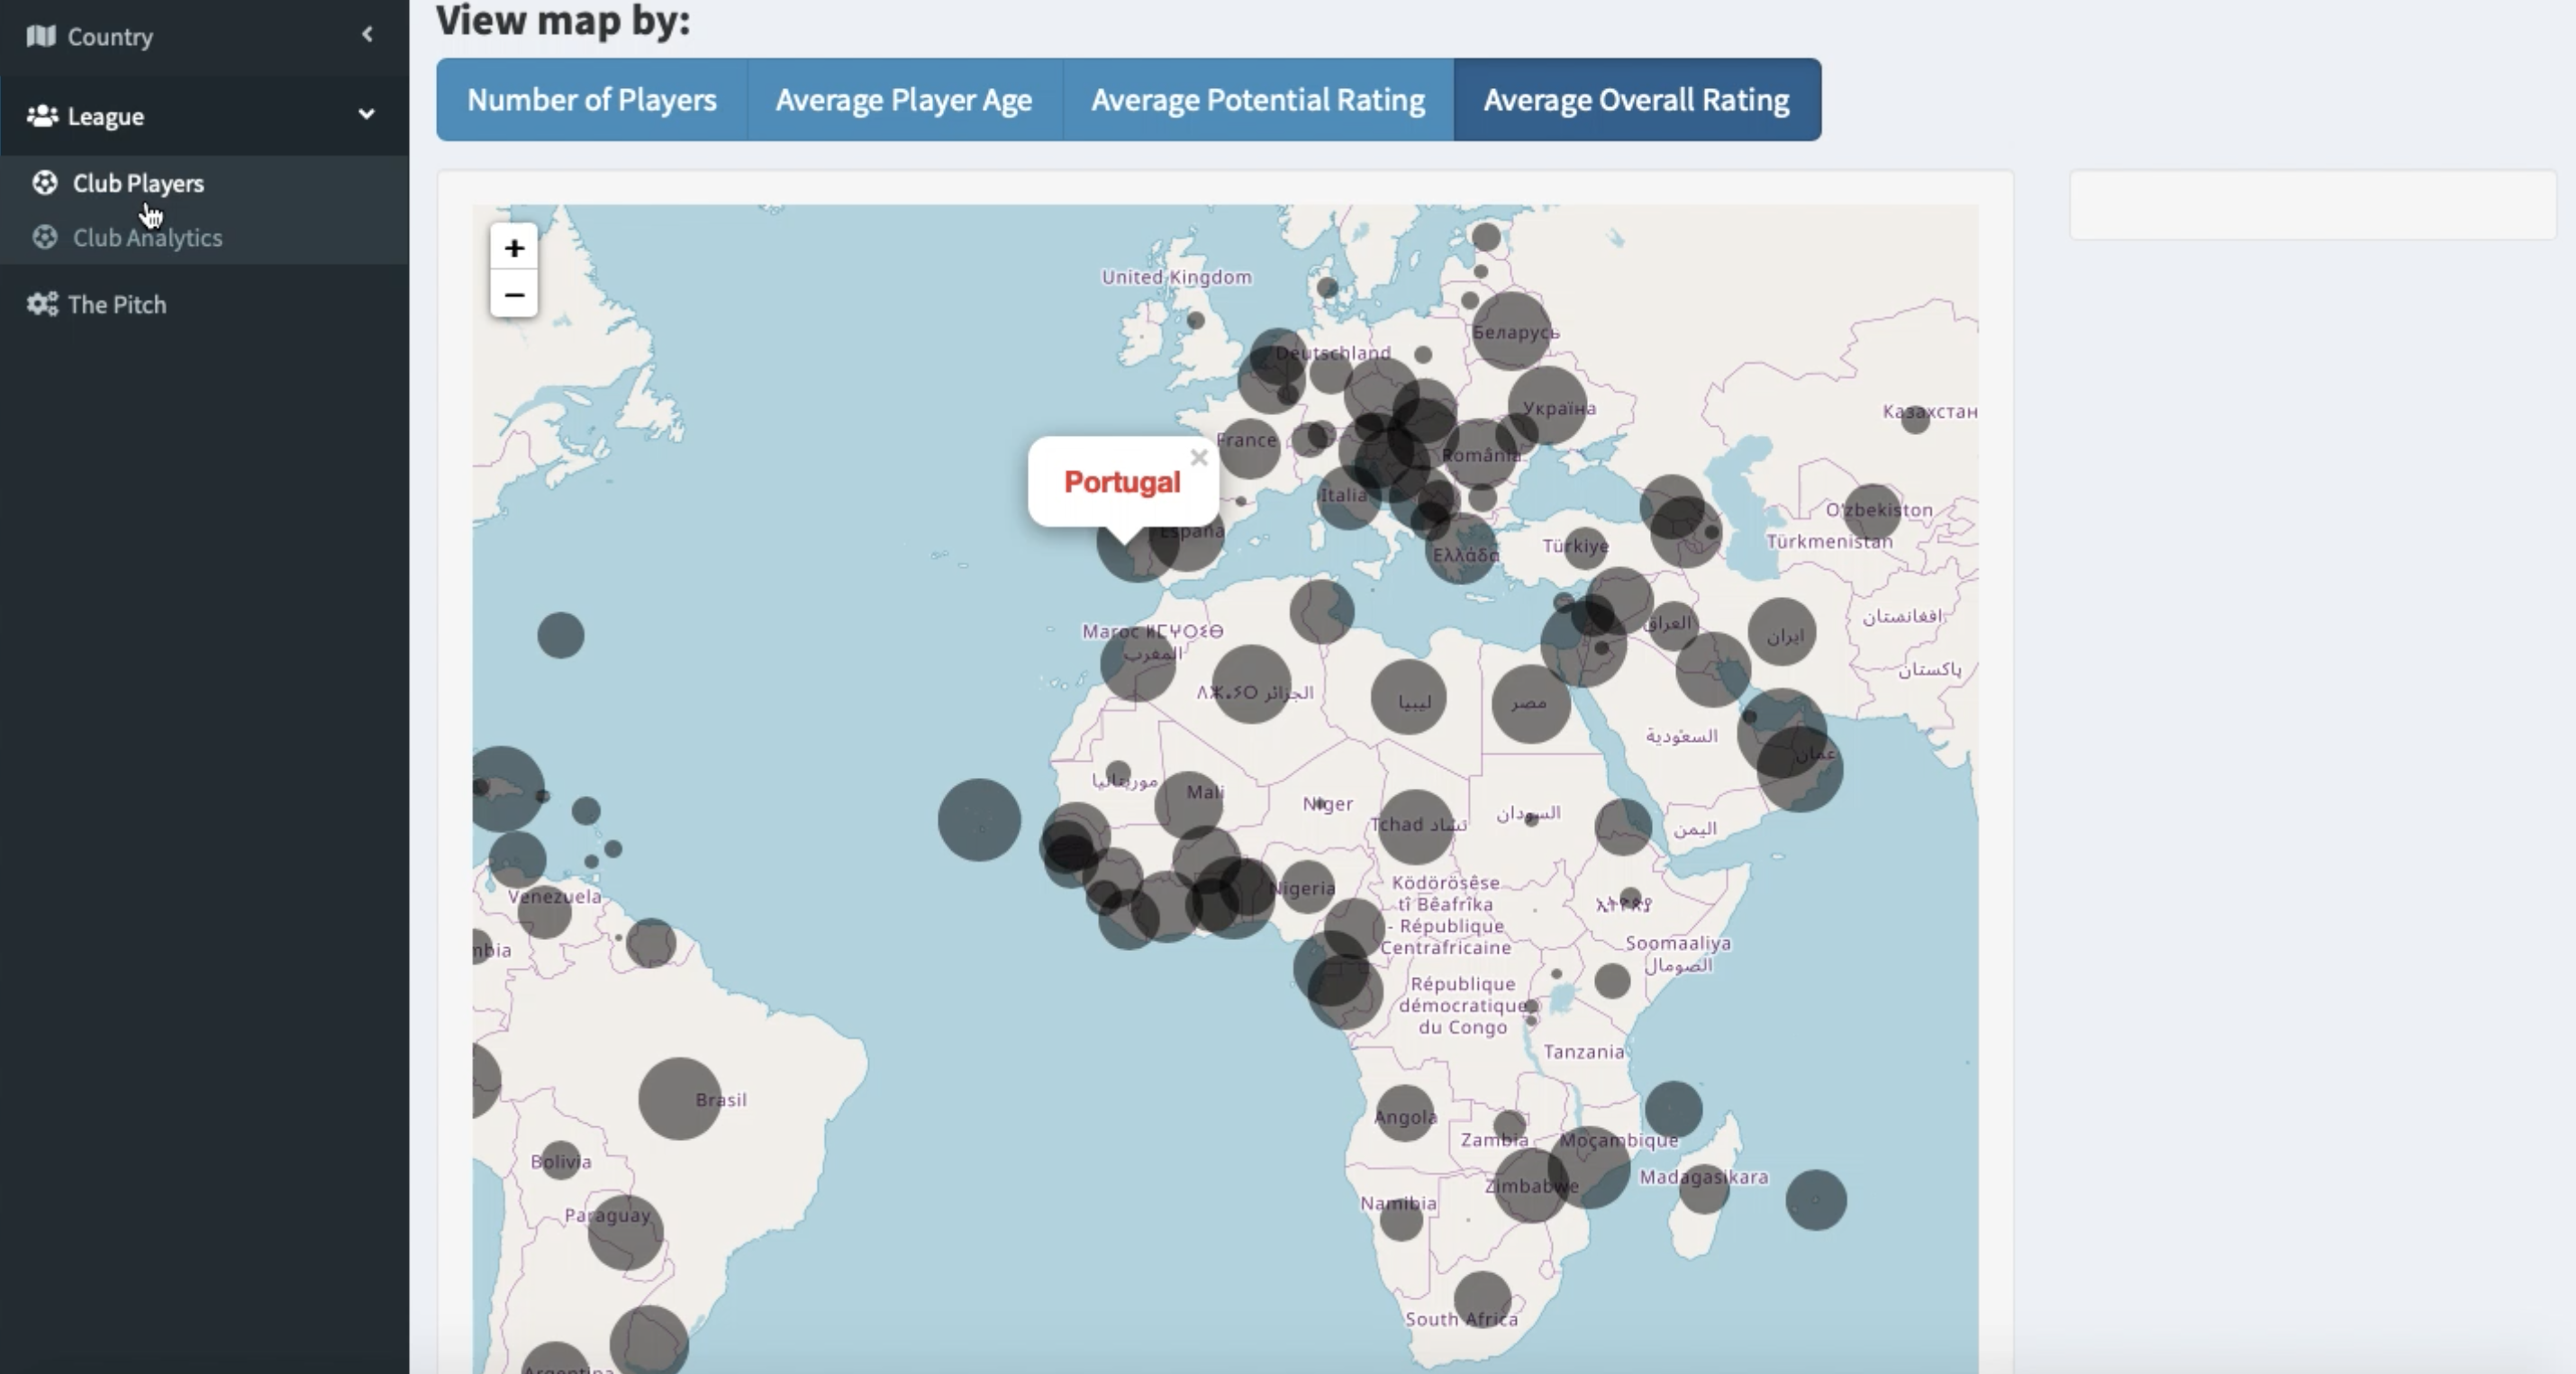 Country
League
Club Players
Club Analytics
The Pitch
View map by:
Number of Players
Average Player Age
Average Potential Rating
Average Overall Rating
+
−
United Kingdom
Беларусь
Deutschland
Україна
Казахстан
France
România
Portugal
×
Italia
O'zbekiston
España
Ελλάδα
Türkiye
Türkmenistan
افغانستان
العراق
ایران
Maroc ⵍⵎⵖⵔⵉⴱ
المغرب
پاکستان
الجزائر
ليبيا
مصر
السعودية
عمان
موريتانيا
Mali
Niger
Tchad تشاد
السودان
اليمن
Nigeria
Ködörösêse
tî Bêafrîka
- République
Centrafricaine
Venezuela
mbia
Soomaaliya
الصومال
République
démocratique
du Congo
Tanzania
Brasil
Angola
Zambia
Moçambique
Bolivia
Zimbabwe
Madagasikara
Namibia
Paraguay
South Africa
Argentina